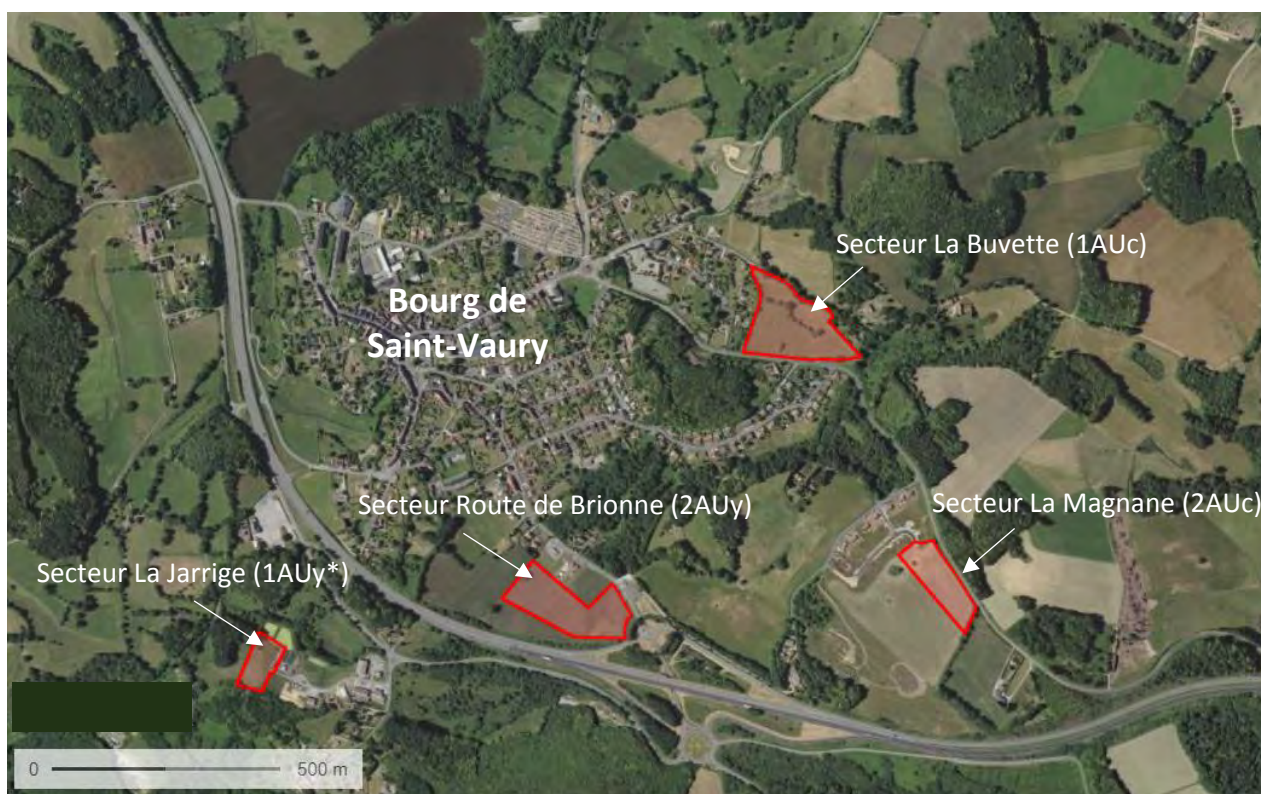 Secteur La Buvette (1AUc)
Bourg de
Saint-Vaury
Secteur Route de Brionne (2AUy)
Secteur La Magnane (2AUc)
Secteur La Jarrige (1AUy*)
0 500 m